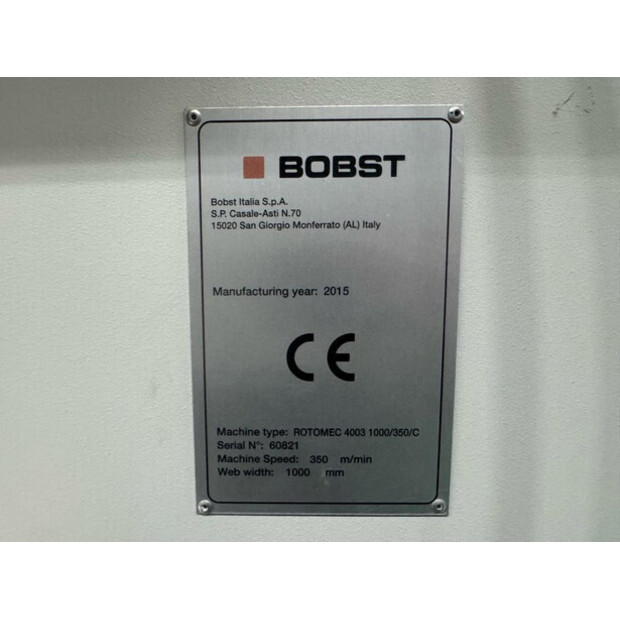 BOBST
Bobst Italia S.p.A.
S.P. Casale-Asti N.70
15020 San Giorgio Monferrato (AL) Italy
Manufacturing year: 2015
CE
Machine type: ROTOMEC 4003 1000/350/C
Serial N°: 60821
Machine Speed: 350 m/min
Web width: 1000 mm